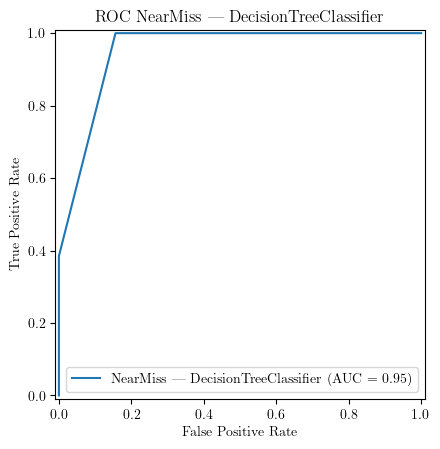 ROC NearMiss — DecisionTreeClassifier
1.0
0.8
0.6
0.4
0.2
0.0
True Positive Rate
NearMiss — DecisionTreeClassifier (AUC = 0.95)
0.0 0.2 0.4 0.6 0.8 1.0
False Positive Rate